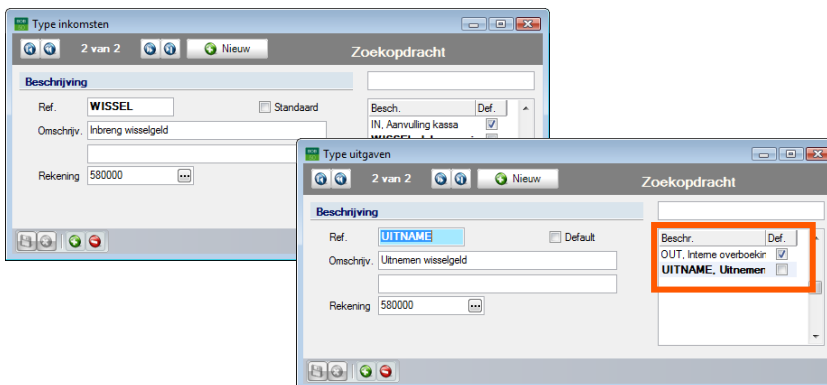 Type inkomsten
2 van 2
Nieuw
Zoekopdracht
Beschrijving
Ref. WISSEL
Standaard
Omschrijv. Inbreng wisselgeld
Rekening 580000
Besch. Def.
IN, Aanvulling kassa
Type uitgaven
2 van 2
Nieuw
Zoekopdracht
Beschrijving
Ref. UITNAME
Default
Omschrijv. Uitnemen wisselgeld
Rekening 580000
Beschr. Def.
OUT, Interne overboekin
UITNAME, Uitnemen